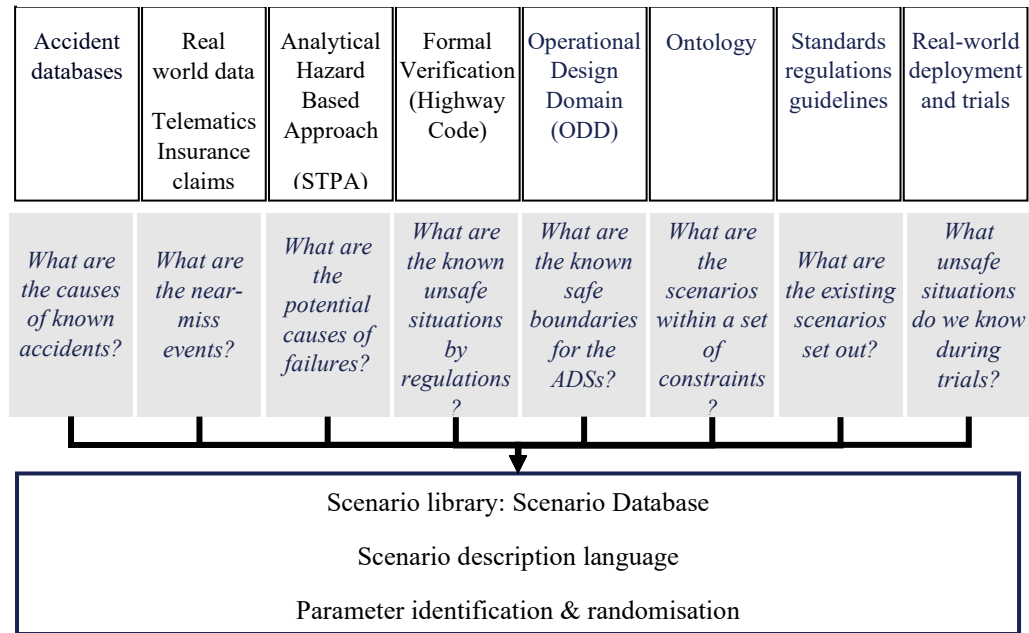 Accident
databases
Real
world data
Telematics
Insurance
claims
Analytical
Hazard
Based
Approach
(STPA)
Formal
Verification
(Highway
Code)
Operational
Design
Domain
(ODD)
Ontology
Standards
regulations
guidelines
Real-world
deployment
and trials
What are
the causes
of known
accidents?
What are
the near-
miss
events?
What are
the
potential
causes of
failures?
What are
the known
unsafe
situations
by
regulations
?
What are
the known
safe
boundaries
for the
ADSs?
What are
the
scenarios
within a set
of
constraints
?
What are
the existing
scenarios
set out?
What
unsafe
situations
do we know
during
trials?
Scenario library: Scenario Database
Scenario description language
Parameter identification & randomisation